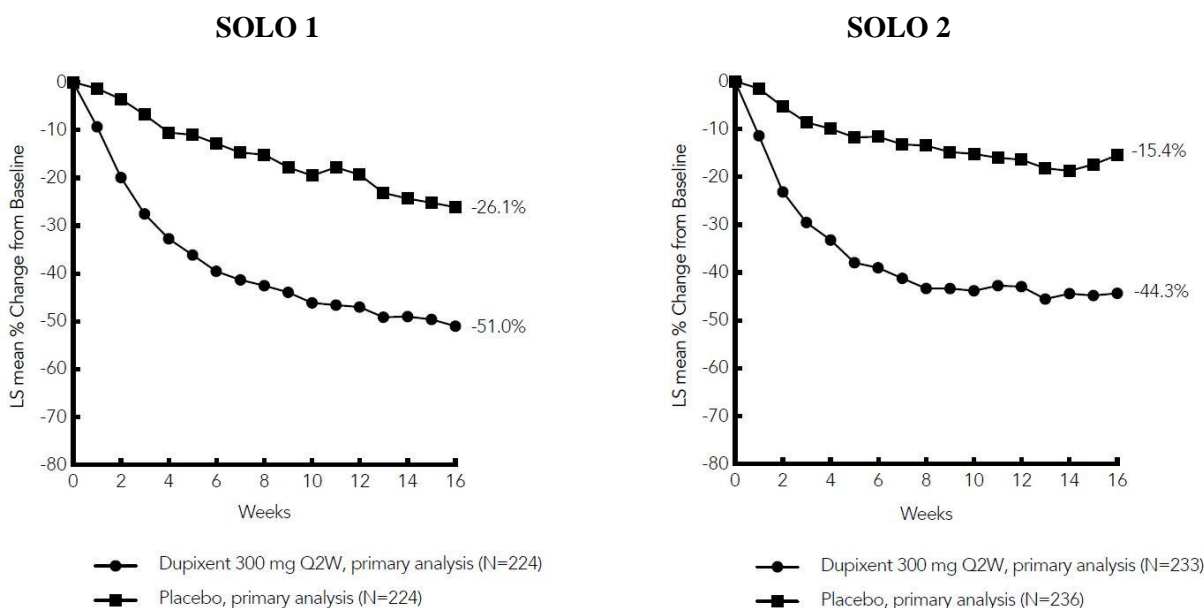 SOLO 1
LS mean % Change from Baseline
0
-10
-20
-30
-40
-50
-60
-70
-80
-26.1%
-51.0%
0 2 4 6 8 10 12 14 16
Weeks
Dupixent 300 mg Q2W, primary analysis (N=224)
Placebo, primary analysis (N=224)
SOLO 2
LS mean % Change from Baseline
0
-10
-20
-30
-40
-50
-60
-70
-80
-15.4%
-44.3%
0 2 4 6 8 10 12 14 16
Weeks
Dupixent 300 mg Q2W, primary analysis (N=233)
Placebo, primary analysis (N=236)